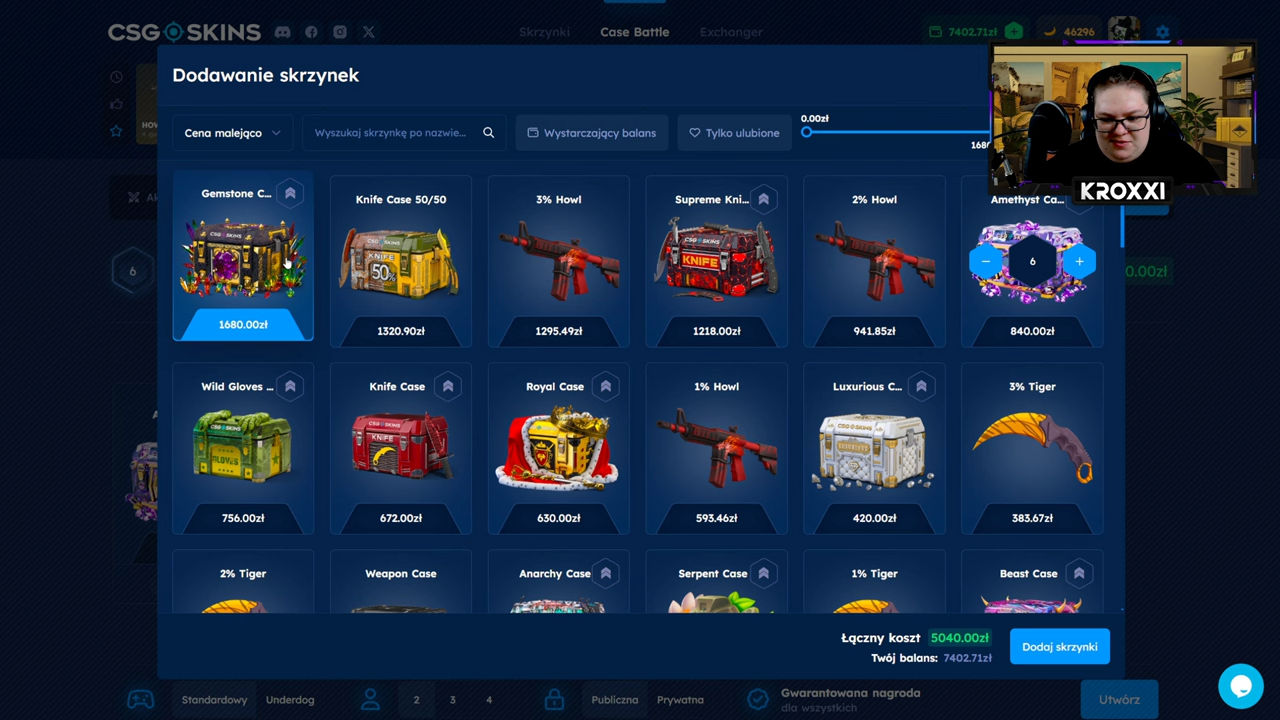 CSG SKINS
Skrzynki
Case Battle
Exchanger
7402.71zł
46296
Dodawanie skrzynek
Cena malejąco
Wyszukaj skrzynkę po nazwie...
Wystarczający balans
Tylko ulubione
0.00zł
KROXXI
Gemstone C...
1680.00zł
Knife Case 50/50
1320.90zł
3% Howl
1295.49zł
Supreme Kni...
1218.00zł
2% Howl
941.85zł
Amethyst Ca...
6
840.00zł
6
0.00zł
Wild Gloves ...
756.00zł
Knife Case
672.00zł
Royal Case
630.00zł
1% Howl
593.46zł
Luxurious C...
420.00zł
3% Tiger
383.67zł
2% Tiger
Weapon Case
Anarchy Case
Serpent Case
1% Tiger
Beast Case
Łączny koszt 5040.00zł
Twój balans: 7402.71zł
Dodaj skrzynki
Standardowy
Underdog
2
3
4
Publiczna
Prywatna
Gwarantowana nagroda
dla wszystkich
Utwórz